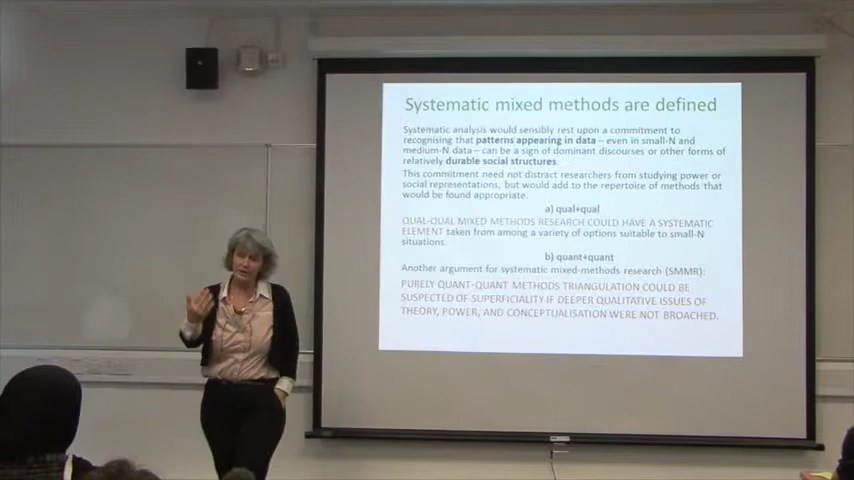 Systematic mixed methods are defined
Systematic analysis would sensibly rest upon a commitment to
recognising that patterns appearing in data – even in small-N and
medium-N data – can be a sign of dominant discourses or other forms of
relatively durable social structures.
This commitment need not distract researchers from studying power or
social representations, but would add to the repertoire of methods that
would be found appropriate.
a) qual+qual
QUAL-QUAL MIXED METHODS RESEARCH COULD HAVE A SYSTEMATIC
ELEMENT taken from among a variety of options suitable to small-N
situations.
b) quant+quant
Another argument for systematic mixed-methods research (SMMR):
PURELY QUANT-QUANT METHODS TRIANGULATION COULD BE
SUSPECTED OF SUPERFICIALITY IF DEEPER QUALITATIVE ISSUES OF
THEORY, POWER, AND CONCEPTUALISATION WERE NOT BROACHED.